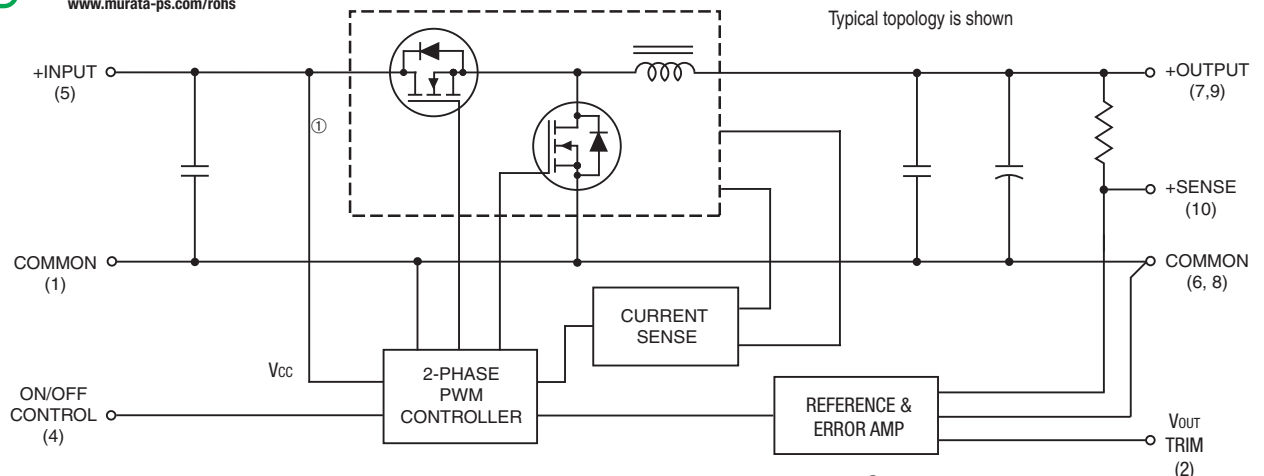 www.murata-ps.com/rohs
Typical topology is shown
+INPUT
(5)
①
+OUTPUT
(7,9)
+SENSE
(10)
COMMON
(1)
COMMON
(6, 8)
CURRENT
SENSE
Vcc
2-PHASE
PWM
CONTROLLER
ON/OFF
CONTROL
(4)
REFERENCE &
ERROR AMP
VOUT
TRIM
(2)